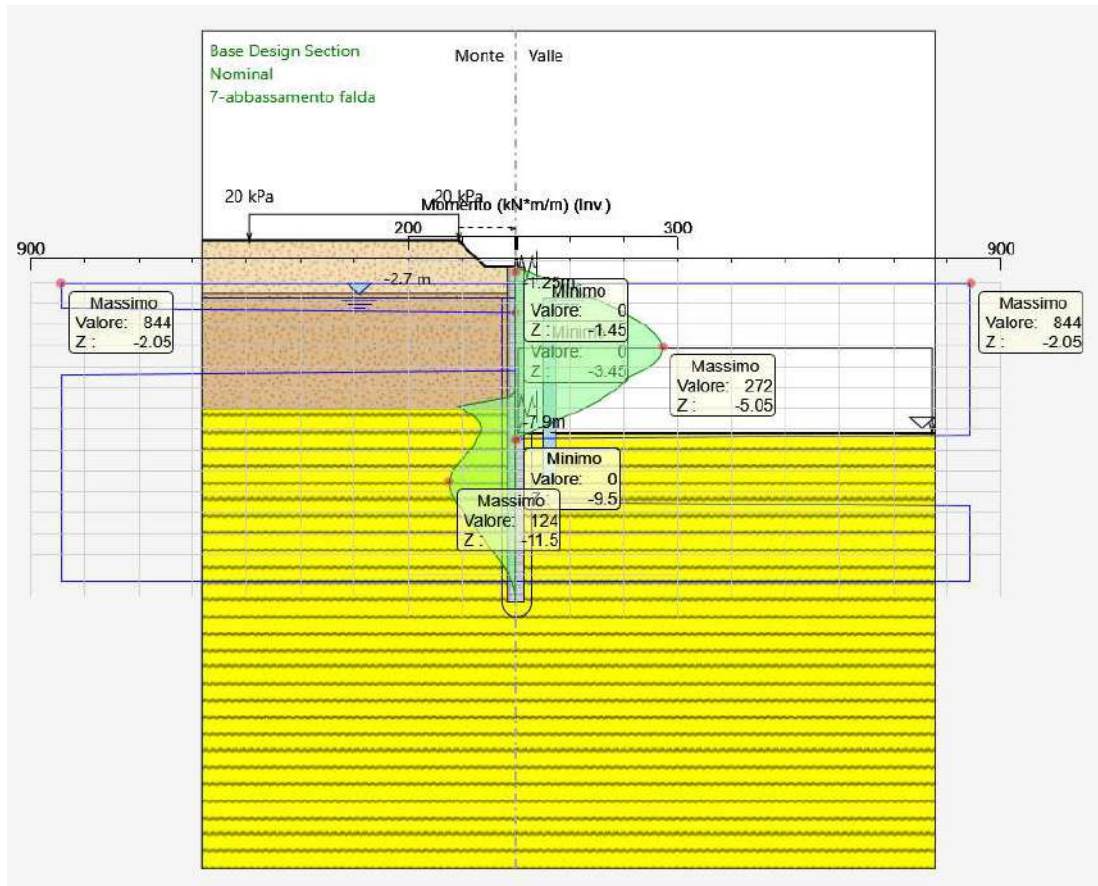 Base Design Section
Nominal
7-abbassamento falda
Monte
Valle
20 kPa
20 kPa
Momento (kN*m/m) (Inv )
200
300
900
900
-2.7 m
-1.25m
Massimo
Valore: 844
Z : -2.05
Minimo
Valore: 0
Z : -1.45
Minimo
Valore: 0
Z : -3.45
Massimo
Valore: 844
Z : -2.05
Massimo
Valore: 272
Z : -5.05
-7.9m
Minimo
Valore: 0
Z : -9.5
Massimo
Valore: 124
Z : -11.5